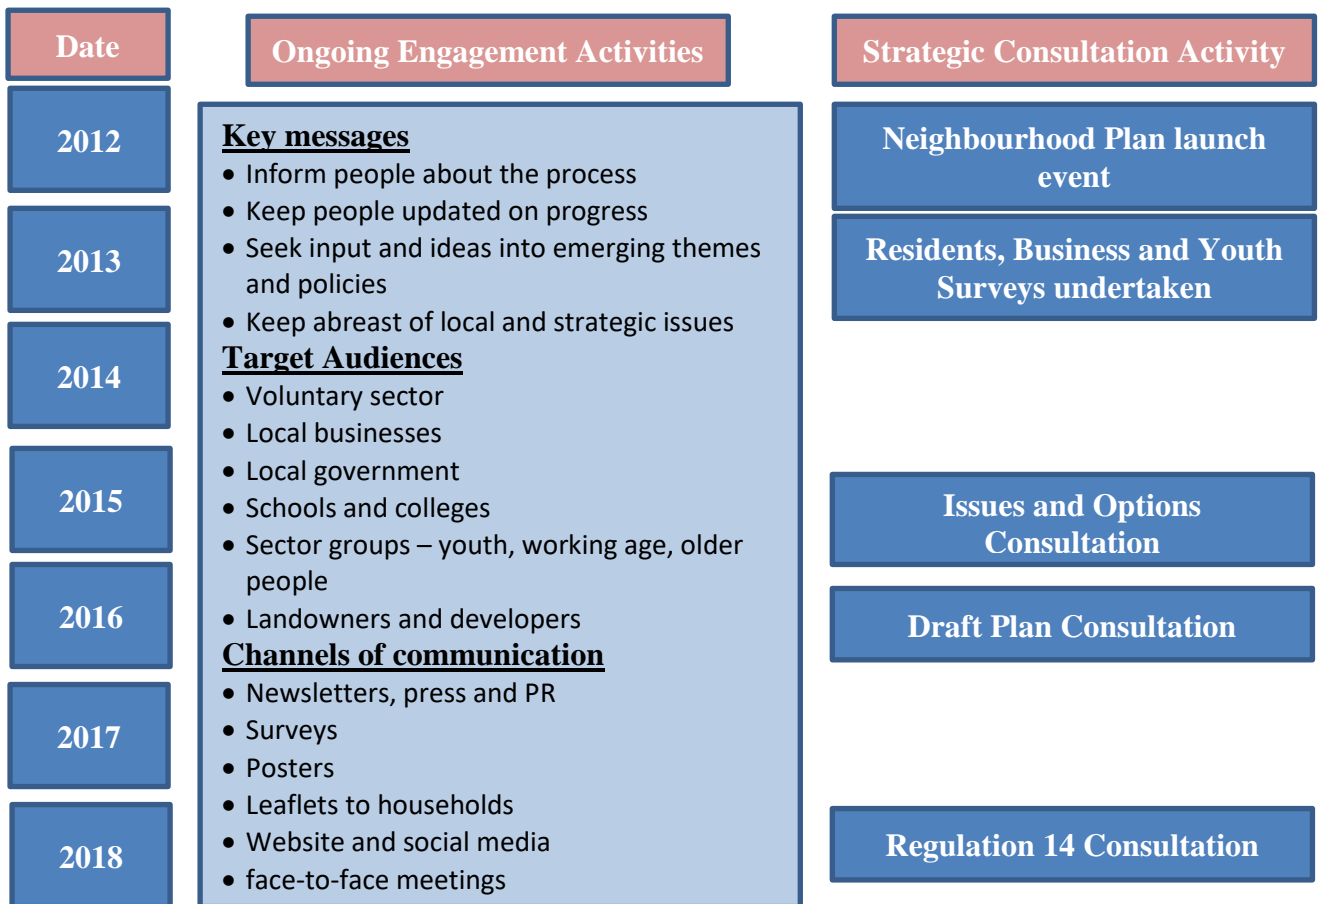 Date
Ongoing Engagement Activities
Strategic Consultation Activity
2012
2013
2014
2015
2016
2017
2018
Key messages
• Inform people about the process
• Keep people updated on progress
• Seek input and ideas into emerging themes
and policies
• Keep abreast of local and strategic issues
Target Audiences
• Voluntary sector
• Local businesses
• Local government
• Schools and colleges
• Sector groups – youth, working age, older
people
• Landowners and developers
Channels of communication
• Newsletters, press and PR
• Surveys
• Posters
• Leaflets to households
• Website and social media
• face-to-face meetings
Neighbourhood Plan launch
event
Residents, Business and Youth
Surveys undertaken
Issues and Options
Consultation
Draft Plan Consultation
Regulation 14 Consultation